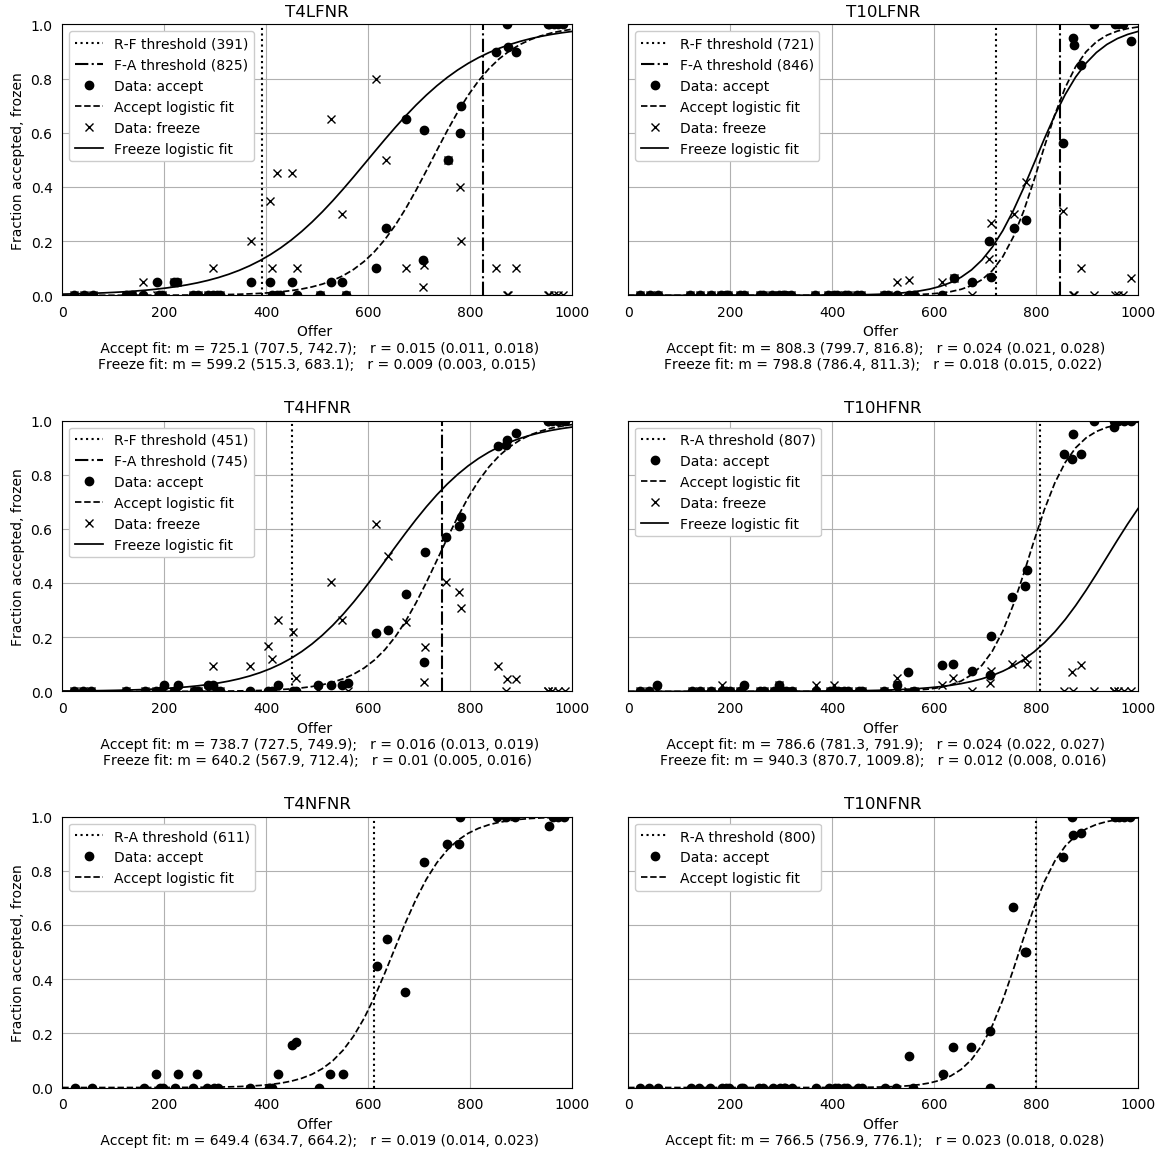 T4LFNR
R-F threshold (391)
F-A threshold (825)
Data: accept
Accept logistic fit
Data: freeze
Freeze logistic fit
Fraction accepted, frozen
1.0
0.8
0.6
0.4
0.2
0.0
0 200 400 600 800 1000
Offer
Accept fit: m = 725.1 (707.5, 742.7); r = 0.015 (0.011, 0.018)
Freeze fit: m = 599.2 (515.3, 683.1); r = 0.009 (0.003, 0.015)
T10LFNR
R-F threshold (721)
F-A threshold (846)
Data: accept
Accept logistic fit
Data: freeze
Freeze logistic fit
0 200 400 600 800 1000
Offer
Accept fit: m = 808.3 (799.7, 816.8); r = 0.024 (0.021, 0.028)
Freeze fit: m = 798.8 (786.4, 811.3); r = 0.018 (0.015, 0.022)
T4HFNR
R-F threshold (451)
F-A threshold (745)
Data: accept
Accept logistic fit
Data: freeze
Freeze logistic fit
Fraction accepted, frozen
1.0
0.8
0.6
0.4
0.2
0.0
0 200 400 600 800 1000
Offer
Accept fit: m = 738.7 (727.5, 749.9); r = 0.016 (0.013, 0.019)
Freeze fit: m = 640.2 (567.9, 712.4); r = 0.01 (0.005, 0.016)
T10HFNR
R-A threshold (807)
Data: accept
Accept logistic fit
Data: freeze
Freeze logistic fit
0 200 400 600 800 1000
Offer
Accept fit: m = 786.6 (781.3, 791.9); r = 0.024 (0.022, 0.027)
Freeze fit: m = 940.3 (870.7, 1009.8); r = 0.012 (0.008, 0.016)
T4NFNR
R-A threshold (611)
Data: accept
Accept logistic fit
Fraction accepted, frozen
1.0
0.8
0.6
0.4
0.2
0.0
0 200 400 600 800 1000
Offer
Accept fit: m = 649.4 (634.7, 664.2); r = 0.019 (0.014, 0.023)
T10NFNR
R-A threshold (800)
Data: accept
Accept logistic fit
0 200 400 600 800 1000
Offer
Accept fit: m = 766.5 (756.9, 776.1); r = 0.023 (0.018, 0.028)